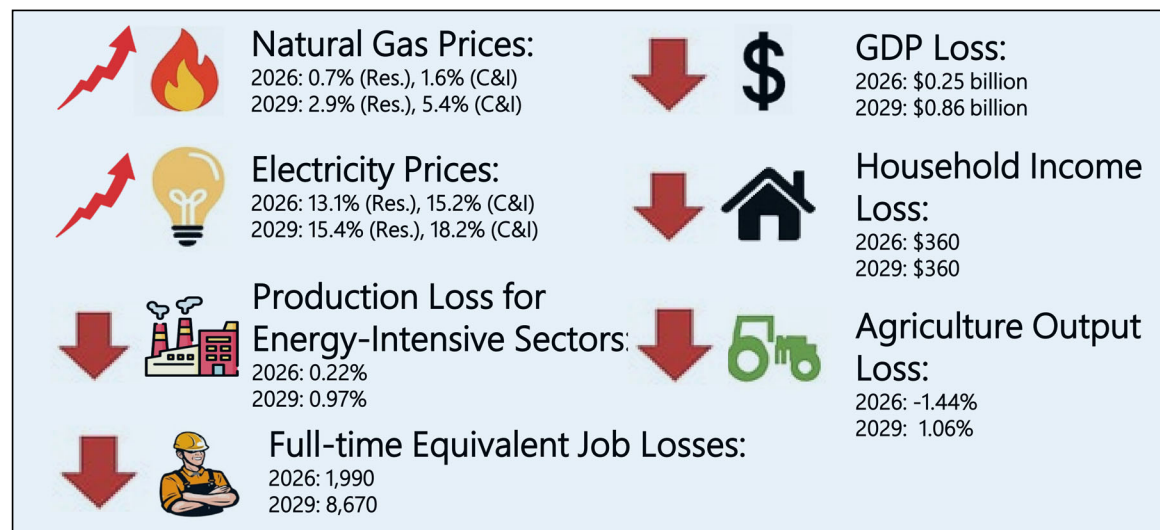 Natural Gas Prices:
2026: 0.7% (Res.), 1.6% (C&I)
2029: 2.9% (Res.), 5.4% (C&I)
Electricity Prices:
2026: 13.1% (Res.), 15.2% (C&I)
2029: 15.4% (Res.), 18.2% (C&I)
Production Loss for
Energy-Intensive Sectors:
2026: 0.22%
2029: 0.97%
Full-time Equivalent Job Losses:
2026: 1,990
2029: 8,670
$
GDP Loss:
2026: $0.25 billion
2029: $0.86 billion
Household Income
Loss:
2026: $360
2029: $360
Agriculture Output
Loss:
2026: -1.44%
2029: 1.06%